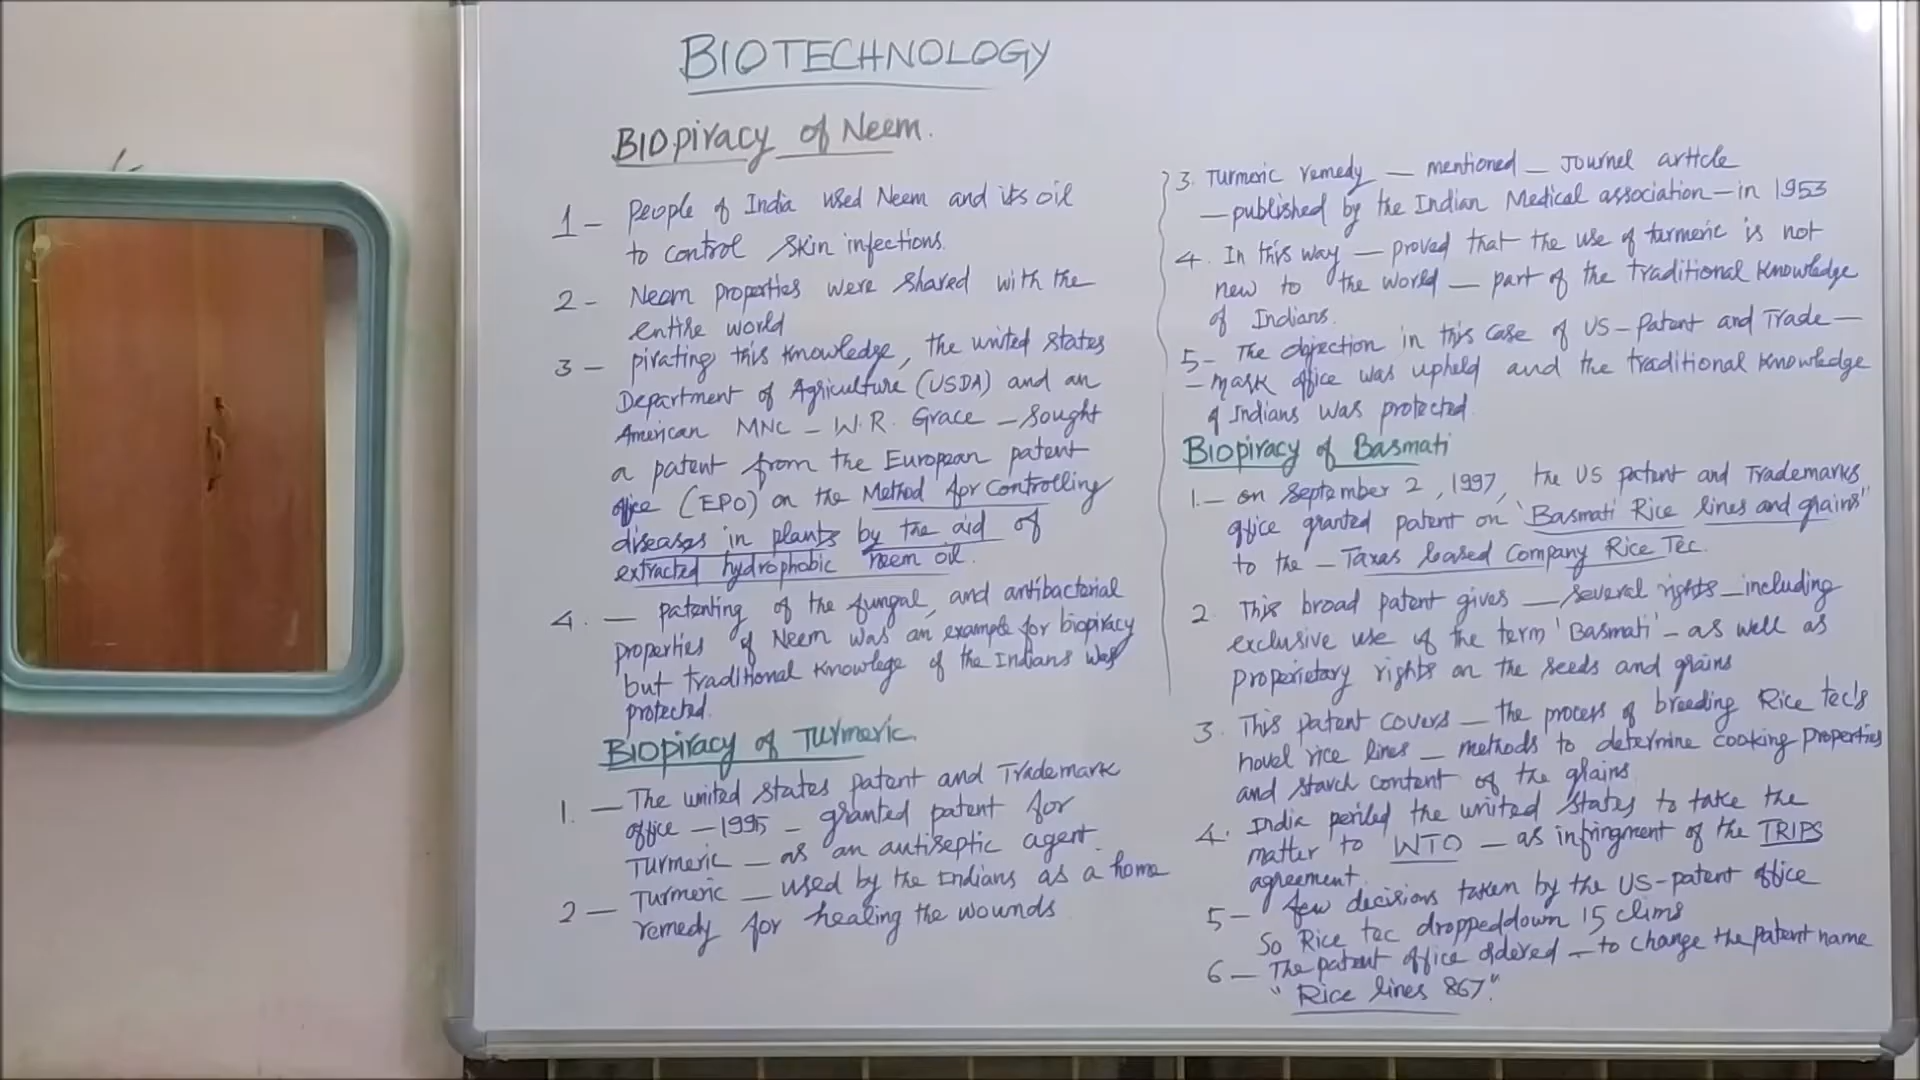 BIOTECHNOLOGY
BIOpiracy of Neem.
1 - People of India used Neem and its oil
to control skin infections.
2 - Neem properties were shared with the
entire world
3 - pirating this knowledge, the united states
Department of Agriculture (USDA) and an
American MNC - W.R. Grace - sought
a patent from the European patent
office (EPO) on the Method for controlling
diseases in plants by the aid of
extracted hydrophobic neem oil.
4. - patenting of the fungal, and antibacterial
properties of Neem was an example for biopiracy
but traditional knowlege of the Indians was
protected.
Biopiracy of Turmeric.
1. - The united states patent and Trademark
office - 1995 - granted patent for
Turmeric - as an antiseptic agent.
2 - Turmeric - used by the Indians as a home
remedy for healing the wounds
3. Turmeric remedy - mentioned - Journel article
- published by the Indian Medical association - in 1953
4. In this way - proved that the use of turmeric is not
new to the world - part of the traditional knowledge
of Indians.
5 - The objection in this case of US - Patent and Trade -
- mark office was upheld and the traditional knowledge
of Indians was protected.
Biopiracy of Basmati
1. - on September 2, 1997, the US patent and Trademarks
office granted patent on 'Basmati Rice lines and grains"
to the - Taxas based Company Rice Tec.
2. This broad patent gives - several rights - including
exclusive use of the term 'Basmati' - as well as
properietary rights on the seeds and grains
3. This patent covers - the process of breeding Rice Tec's
novel rice lines - methods to determine cooking properties
and starch content of the grains.
4. India periled the united states to take the
matter to WTO - as infringment of the TRIPS
agreement.
5 - few decisions taken by the US - patent office
So Rice tec droppeddown 15 clims
6 - The patent office ordered - to change the patent name
" Rice lines 867."